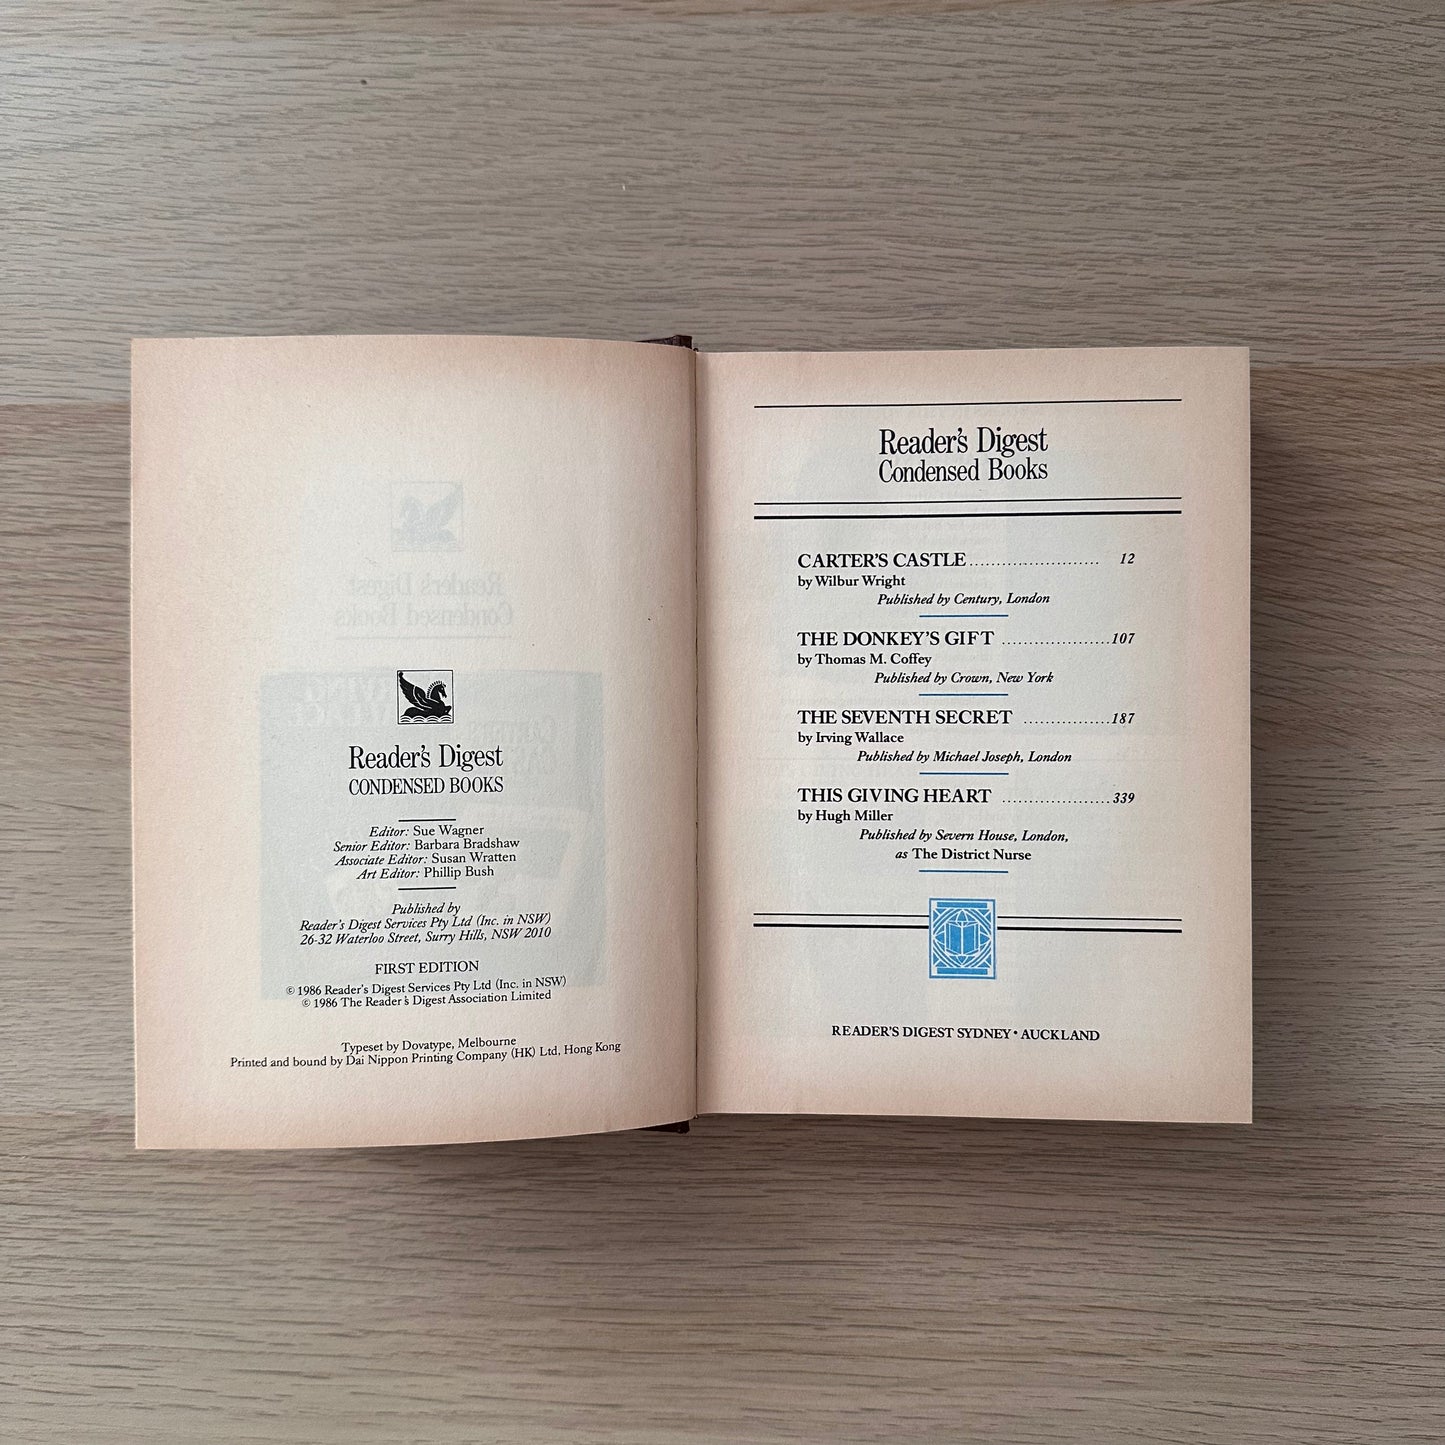 Reader's Digest
CONDENSED BOOKS
Editor: Sue Wagner
Senior Editor: Barbara Bradshaw
Associate Editor: Susan Wratten
Art Editor: Phillip Bush
Published by
Reader's Digest Services Pty Ltd (Inc. in NSW)
26-32 Waterloo Street, Surry Hills, NSW 2010
FIRST EDITION
© 1986 Reader's Digest Services Pty Ltd (Inc. in NSW)
© 1986 The Reader's Digest Association Limited
Typeset by Dovatype, Melbourne
Printed and bound by Dai Nippon Printing Company (HK) Ltd, Hong Kong
Reader's Digest
Condensed Books
CARTER'S CASTLE ........................ 12
by Wilbur Wright
Published by Century, London
THE DONKEY'S GIFT ....................107
by Thomas M. Coffey
Published by Crown, New York
THE SEVENTH SECRET ................187
by Irving Wallace
Published by Michael Joseph, London
THIS GIVING HEART ....................339
by Hugh Miller
Published by Severn House, London,
as The District Nurse
READER'S DIGEST SYDNEY • AUCKLAND